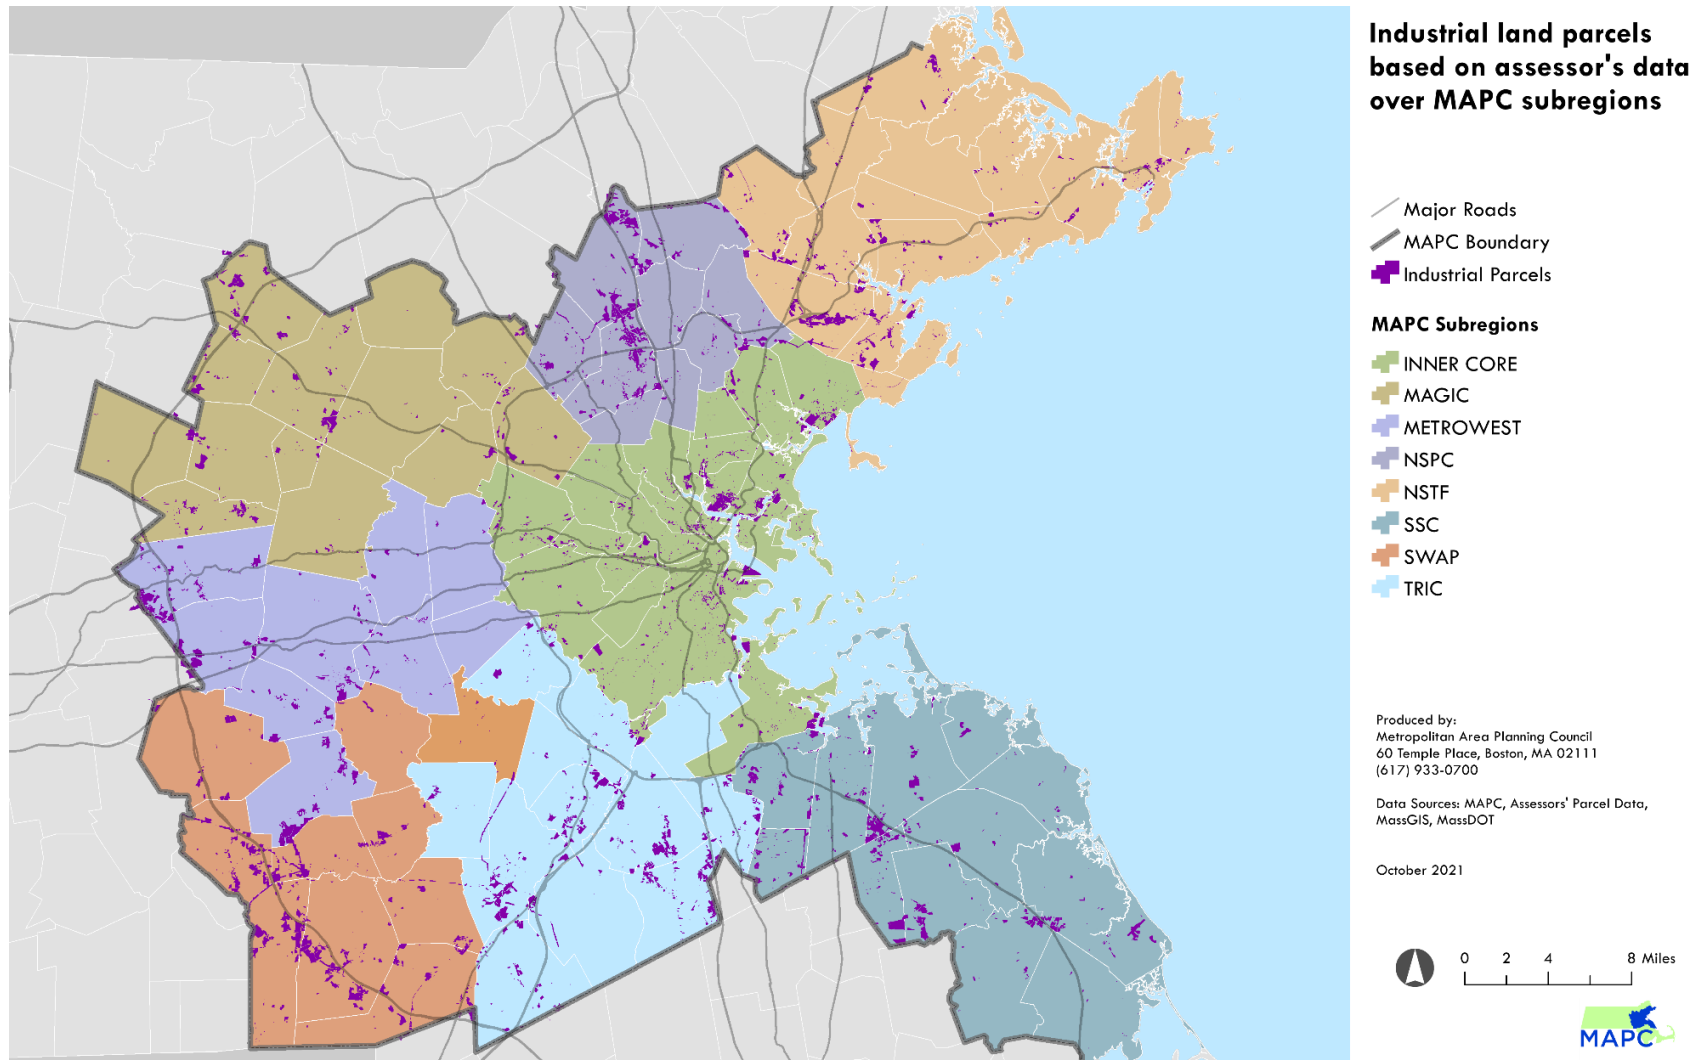 Industrial land parcels
based on assessor's data
over MAPC subregions
Major Roads
MAPC Boundary
Industrial Parcels
MAPC Subregions
INNER CORE
MAGIC
METROWEST
NSPC
NSTF
SSC
SWAP
TRIC
Produced by:
Metropolitan Area Planning Council
60 Temple Place, Boston, MA 02111
(617) 933-0700
Data Sources: MAPC, Assessors' Parcel Data,
MassGIS, MassDOT
October 2021
0 2 4 8 Miles
MAPC